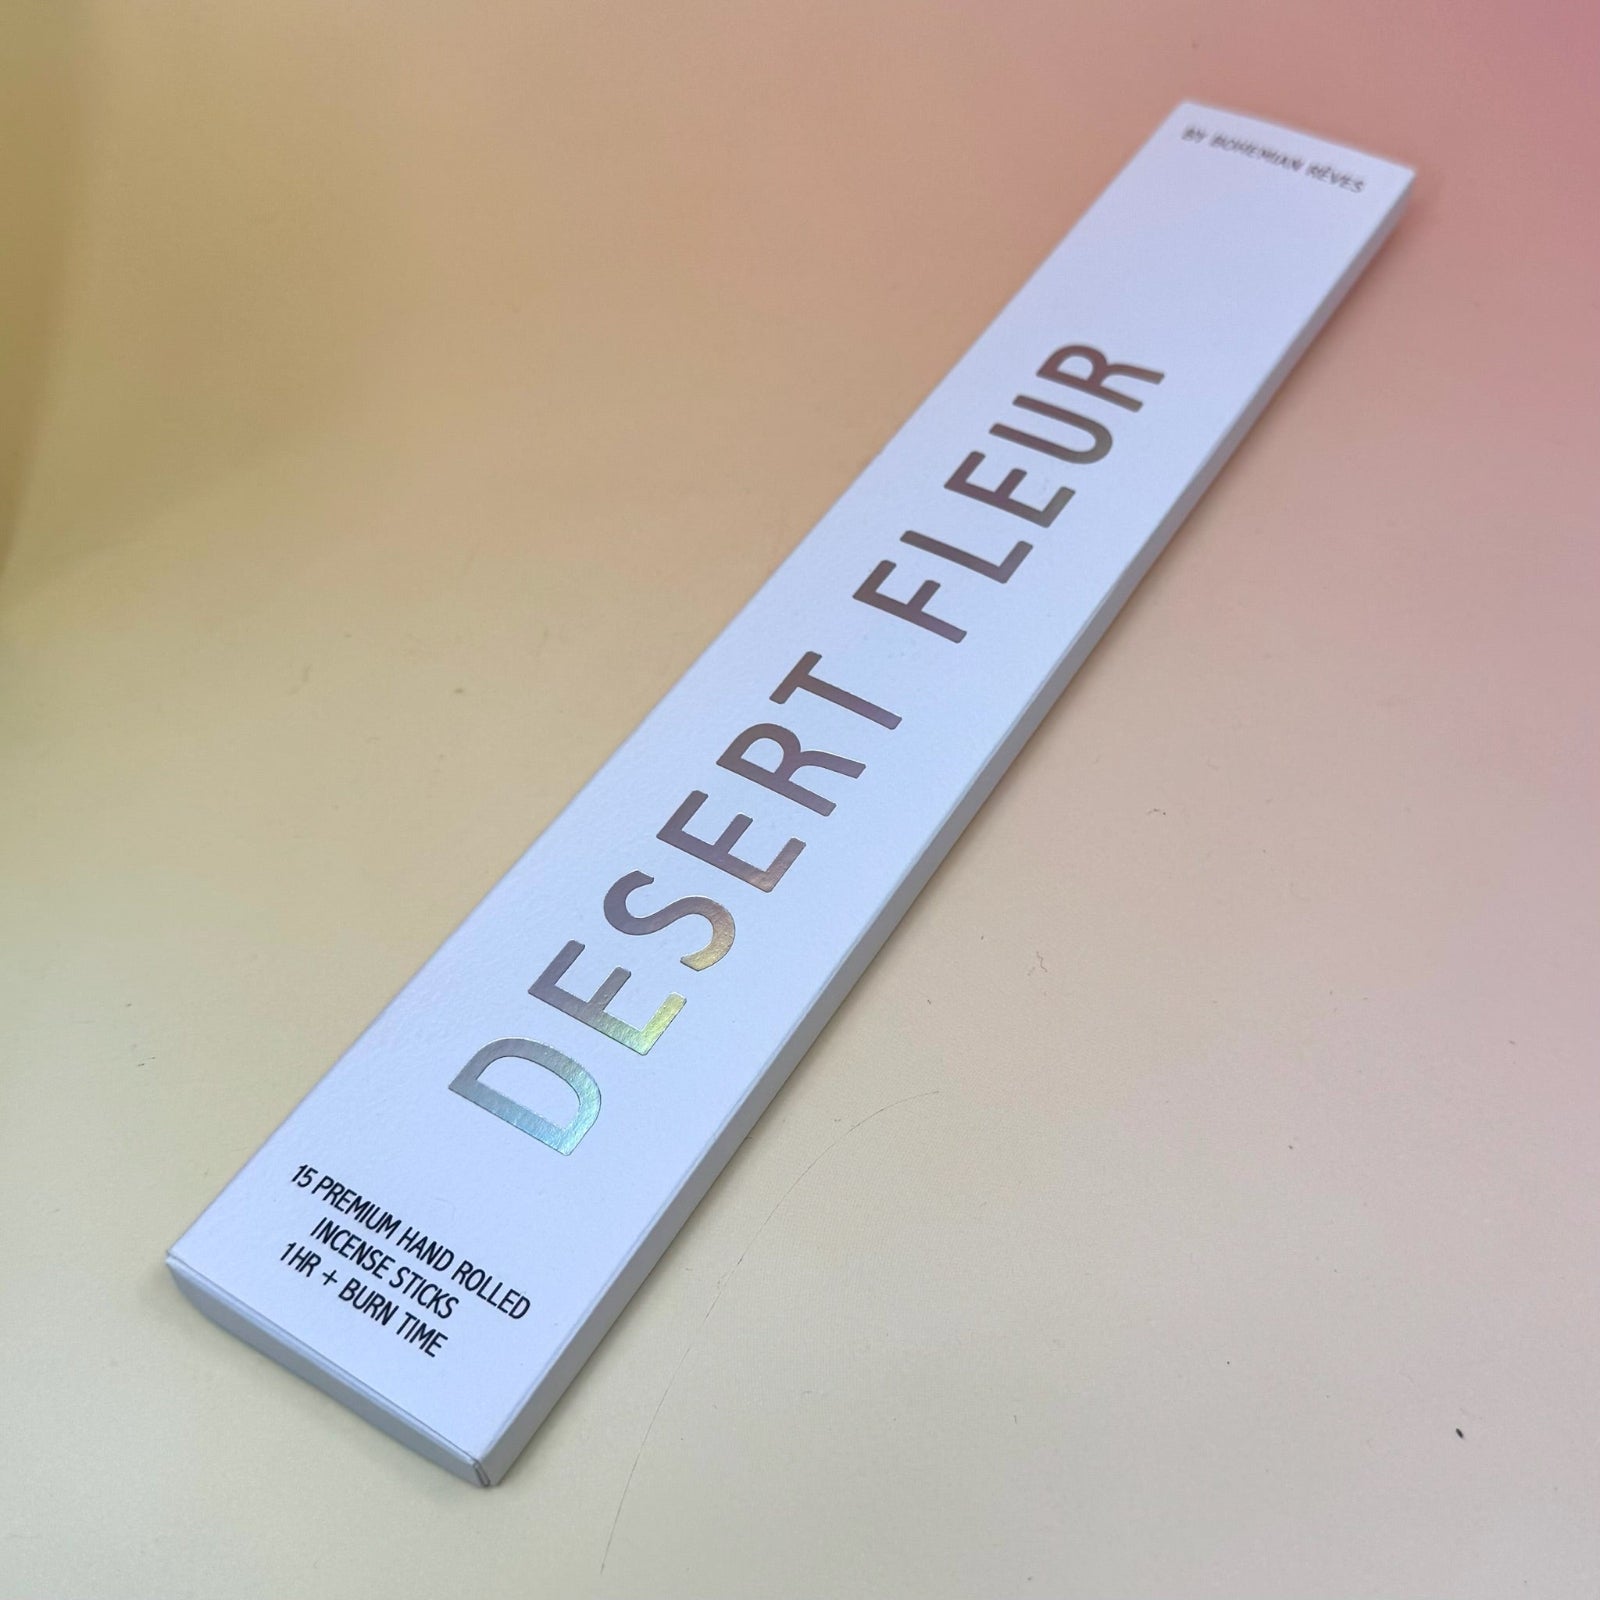 BY BOHEMIAN RÊVES
DESERT FLEUR
15 PREMIUM HAND ROLLED
INCENSE STICKS
1HR + BURN TIME